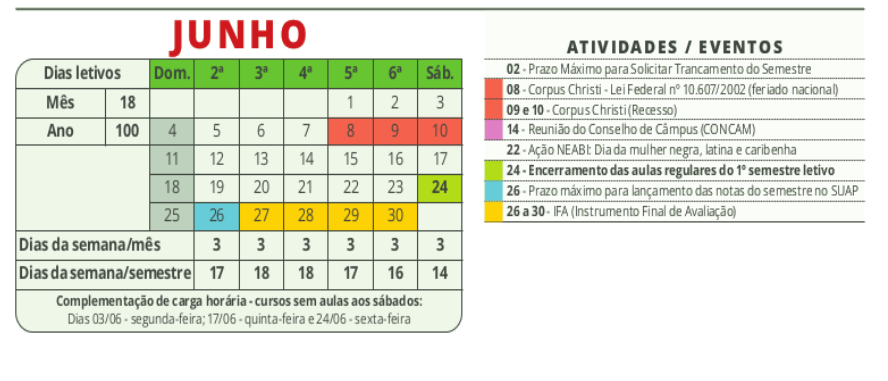 JUNHO
Dias letivos Dom. 2ª 3ª 4ª 5ª 6ª Sáb.
Mês 18 1 2 3
Ano 100 4 5 6 7 8 9 10
11 12 13 14 15 16 17
18 19 20 21 22 23 24
25 26 27 28 29 30
Dias da semana/mês 3 3 3 3 3 3
Dias da semana/semestre 17 18 18 17 16 14
Complementação de carga horária - cursos sem aulas aos sábados:
Dias 03/06 - segunda-feira; 17/06 - quinta-feira e 24/06 - sexta-feira
ATIVIDADES / EVENTOS
02 - Prazo Máximo para Solicitar Trancamento do Semestre
08 - Corpus Christi - Lei Federal nº 10.607/2002 (feriado nacional)
09 e 10 - Corpus Christi (Recesso)
14 - Reunião do Conselho de Câmpus (CONCAM)
22 - Ação NEABI: Dia da mulher negra, latina e caribenha
24 - Encerramento das aulas regulares do 1º semestre letivo
26 - Prazo máximo para lançamento das notas do semestre no SUAP
26 a 30 - IFA (Instrumento Final de Avaliação)